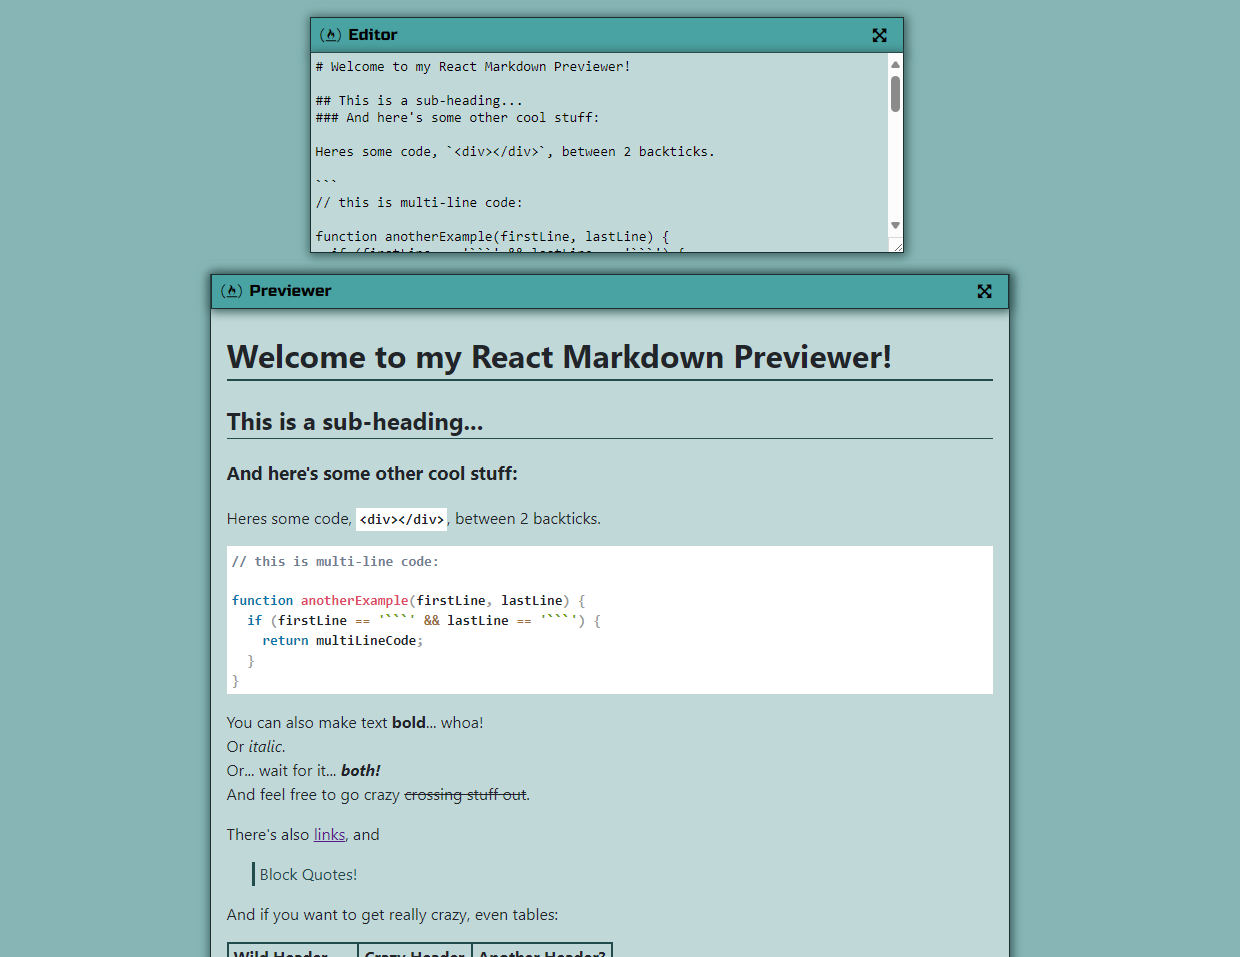 Editor
# Welcome to my React Markdown Previewer!
## This is a sub-heading...
### And here's some other cool stuff:
Heres some code, `<div></div>`, between 2 backticks.
```
// this is multi-line code:
function anotherExample(firstLine, lastLine) {
if (firstLine == '```' && lastLine == '```') {
Previewer
Welcome to my React Markdown Previewer!
This is a sub-heading...
And here's some other cool stuff:
Heres some code, <div></div>, between 2 backticks.
// this is multi-line code:
function anotherExample(firstLine, lastLine) {
if (firstLine == '```' && lastLine == '```') {
return multiLineCode;
}
}
You can also make text bold... whoa!
Or italic.
Or... wait for it... both!
And feel free to go crazy crossing stuff out.
There's also links, and
Block Quotes!
And if you want to get really crazy, even tables:
Wild Header Crazy Header Another Header?